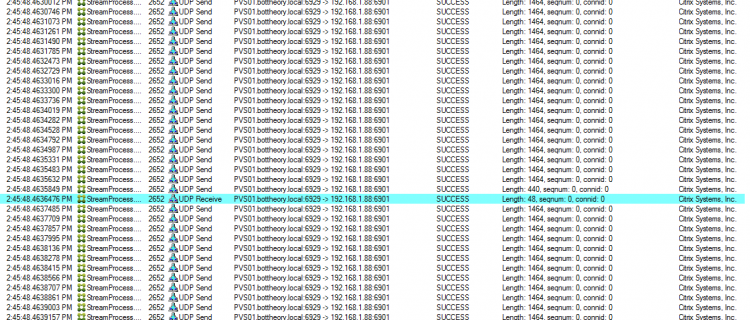 2:45:48.4630012 PM StreamProcess.... 2652 UDP Send PVS01.bottheory.local:6929 -> 192.168.1.88:6901 SUCCESS Length: 1464, seqnum: 0, connid: 0 Citrix Systems, Inc.
2:45:48.4630746 PM StreamProcess.... 2652 UDP Send PVS01.bottheory.local:6929 -> 192.168.1.88:6901 SUCCESS Length: 1464, seqnum: 0, connid: 0 Citrix Systems, Inc.
2:45:48.4631073 PM StreamProcess.... 2652 UDP Send PVS01.bottheory.local:6929 -> 192.168.1.88:6901 SUCCESS Length: 1464, seqnum: 0, connid: 0 Citrix Systems, Inc.
2:45:48.4631261 PM StreamProcess.... 2652 UDP Send PVS01.bottheory.local:6929 -> 192.168.1.88:6901 SUCCESS Length: 1464, seqnum: 0, connid: 0 Citrix Systems, Inc.
2:45:48.4631490 PM StreamProcess.... 2652 UDP Send PVS01.bottheory.local:6929 -> 192.168.1.88:6901 SUCCESS Length: 1464, seqnum: 0, connid: 0 Citrix Systems, Inc.
2:45:48.4631785 PM StreamProcess.... 2652 UDP Send PVS01.bottheory.local:6929 -> 192.168.1.88:6901 SUCCESS Length: 1464, seqnum: 0, connid: 0 Citrix Systems, Inc.
2:45:48.4632473 PM StreamProcess.... 2652 UDP Send PVS01.bottheory.local:6929 -> 192.168.1.88:6901 SUCCESS Length: 1464, seqnum: 0, connid: 0 Citrix Systems, Inc.
2:45:48.4632729 PM StreamProcess.... 2652 UDP Send PVS01.bottheory.local:6929 -> 192.168.1.88:6901 SUCCESS Length: 1464, seqnum: 0, connid: 0 Citrix Systems, Inc.
2:45:48.4633016 PM StreamProcess.... 2652 UDP Send PVS01.bottheory.local:6929 -> 192.168.1.88:6901 SUCCESS Length: 1464, seqnum: 0, connid: 0 Citrix Systems, Inc.
2:45:48.4633300 PM StreamProcess.... 2652 UDP Send PVS01.bottheory.local:6929 -> 192.168.1.88:6901 SUCCESS Length: 1464, seqnum: 0, connid: 0 Citrix Systems, Inc.
2:45:48.4633736 PM StreamProcess.... 2652 UDP Send PVS01.bottheory.local:6929 -> 192.168.1.88:6901 SUCCESS Length: 1464, seqnum: 0, connid: 0 Citrix Systems, Inc.
2:45:48.4634019 PM StreamProcess.... 2652 UDP Send PVS01.bottheory.local:6929 -> 192.168.1.88:6901 SUCCESS Length: 1464, seqnum: 0, connid: 0 Citrix Systems, Inc.
2:45:48.4634282 PM StreamProcess.... 2652 UDP Send PVS01.bottheory.local:6929 -> 192.168.1.88:6901 SUCCESS Length: 1464, seqnum: 0, connid: 0 Citrix Systems, Inc.
2:45:48.4634528 PM StreamProcess.... 2652 UDP Send PVS01.bottheory.local:6929 -> 192.168.1.88:6901 SUCCESS Length: 1464, seqnum: 0, connid: 0 Citrix Systems, Inc.
2:45:48.4634792 PM StreamProcess.... 2652 UDP Send PVS01.bottheory.local:6929 -> 192.168.1.88:6901 SUCCESS Length: 1464, seqnum: 0, connid: 0 Citrix Systems, Inc.
2:45:48.4634987 PM StreamProcess.... 2652 UDP Send PVS01.bottheory.local:6929 -> 192.168.1.88:6901 SUCCESS Length: 1464, seqnum: 0, connid: 0 Citrix Systems, Inc.
2:45:48.4635331 PM StreamProcess.... 2652 UDP Send PVS01.bottheory.local:6929 -> 192.168.1.88:6901 SUCCESS Length: 1464, seqnum: 0, connid: 0 Citrix Systems, Inc.
2:45:48.4635483 PM StreamProcess.... 2652 UDP Send PVS01.bottheory.local:6929 -> 192.168.1.88:6901 SUCCESS Length: 1464, seqnum: 0, connid: 0 Citrix Systems, Inc.
2:45:48.4635632 PM StreamProcess.... 2652 UDP Send PVS01.bottheory.local:6929 -> 192.168.1.88:6901 SUCCESS Length: 1464, seqnum: 0, connid: 0 Citrix Systems, Inc.
2:45:48.4635849 PM StreamProcess.... 2652 UDP Send PVS01.bottheory.local:6929 -> 192.168.1.88:6901 SUCCESS Length: 440, seqnum: 0, connid: 0 Citrix Systems, Inc.
2:45:48.4636476 PM StreamProcess.... 2652 UDP Receive PVS01.bottheory.local:6929 -> 192.168.1.88:6901 SUCCESS Length: 48, seqnum: 0, connid: 0 Citrix Systems, Inc.
2:45:48.4637485 PM StreamProcess.... 2652 UDP Send PVS01.bottheory.local:6929 -> 192.168.1.88:6901 SUCCESS Length: 1464, seqnum: 0, connid: 0 Citrix Systems, Inc.
2:45:48.4637709 PM StreamProcess.... 2652 UDP Send PVS01.bottheory.local:6929 -> 192.168.1.88:6901 SUCCESS Length: 1464, seqnum: 0, connid: 0 Citrix Systems, Inc.
2:45:48.4637857 PM StreamProcess.... 2652 UDP Send PVS01.bottheory.local:6929 -> 192.168.1.88:6901 SUCCESS Length: 1464, seqnum: 0, connid: 0 Citrix Systems, Inc.
2:45:48.4637995 PM StreamProcess.... 2652 UDP Send PVS01.bottheory.local:6929 -> 192.168.1.88:6901 SUCCESS Length: 1464, seqnum: 0, connid: 0 Citrix Systems, Inc.
2:45:48.4638136 PM StreamProcess.... 2652 UDP Send PVS01.bottheory.local:6929 -> 192.168.1.88:6901 SUCCESS Length: 1464, seqnum: 0, connid: 0 Citrix Systems, Inc.
2:45:48.4638278 PM StreamProcess.... 2652 UDP Send PVS01.bottheory.local:6929 -> 192.168.1.88:6901 SUCCESS Length: 1464, seqnum: 0, connid: 0 Citrix Systems, Inc.
2:45:48.4638415 PM StreamProcess.... 2652 UDP Send PVS01.bottheory.local:6929 -> 192.168.1.88:6901 SUCCESS Length: 1464, seqnum: 0, connid: 0 Citrix Systems, Inc.
2:45:48.4638566 PM StreamProcess.... 2652 UDP Send PVS01.bottheory.local:6929 -> 192.168.1.88:6901 SUCCESS Length: 1464, seqnum: 0, connid: 0 Citrix Systems, Inc.
2:45:48.4638707 PM StreamProcess.... 2652 UDP Send PVS01.bottheory.local:6929 -> 192.168.1.88:6901 SUCCESS Length: 1464, seqnum: 0, connid: 0 Citrix Systems, Inc.
2:45:48.4638861 PM StreamProcess.... 2652 UDP Send PVS01.bottheory.local:6929 -> 192.168.1.88:6901 SUCCESS Length: 1464, seqnum: 0, connid: 0 Citrix Systems, Inc.
2:45:48.4639003 PM StreamProcess.... 2652 UDP Send PVS01.bottheory.local:6929 -> 192.168.1.88:6901 SUCCESS Length: 1464, seqnum: 0, connid: 0 Citrix Systems, Inc.
2:45:48.4639157 PM StreamProcess.... 2652 UDP Send PVS01.bottheory.local:6929 -> 192.168.1.88:6901 SUCCESS Length: 1464, seqnum: 0, connid: 0 Citrix Systems, Inc.